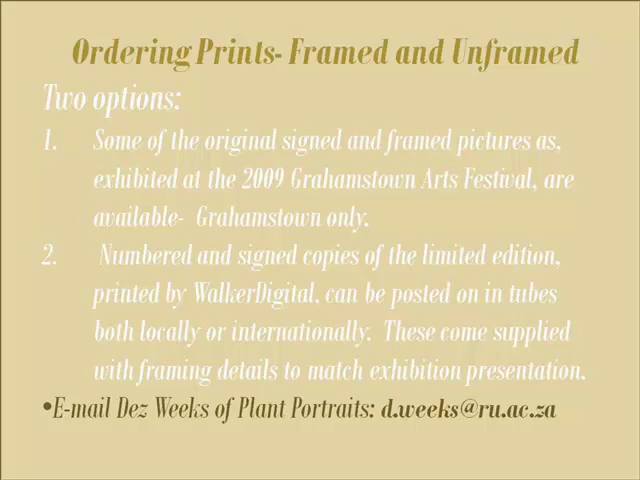 Ordering Prints- Framed and Unframed
Two options:
1. Some of the original signed and framed pictures as,
exhibited at the 2009 Grahamstown Arts Festival, are
available- Grahamstown only.
2. Numbered and signed copies of the limited edition,
printed by WalkerDigital, can be posted on in tubes
both locally or internationally. These come supplied
with framing details to match exhibition presentation.
•E-mail Dez Weeks of Plant Portraits: d.weeks@ru.ac.za